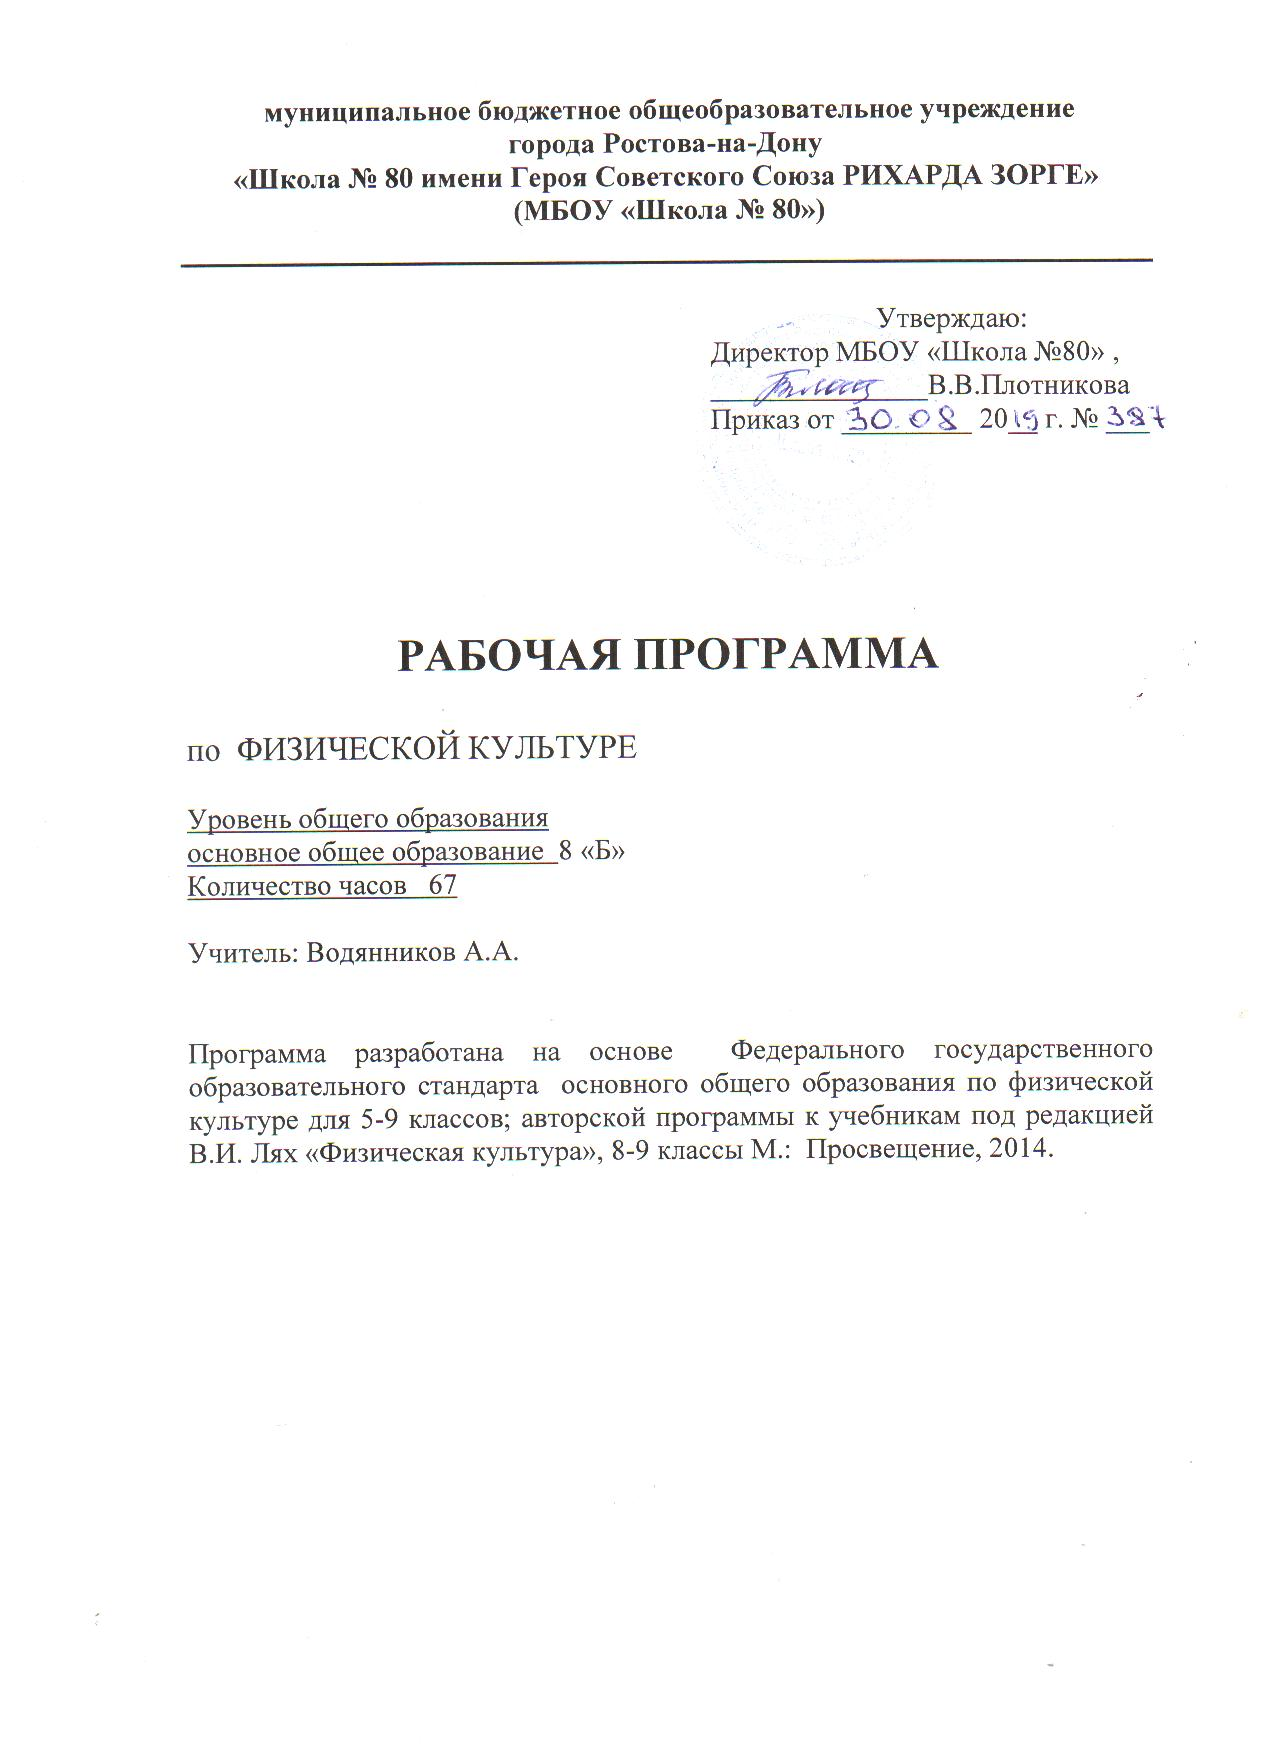 муниципальное бюджетное общеобразовательное учреждение
города Ростова-на-Дону
«Школа № 80 имени Героя Советского Союза РИХАРДА ЗОРГЕ»
(МБОУ «Школа № 80»)
Утверждаю:
Директор МБОУ «Школа №80» ,
В.В.Плотникова
Приказ от 30.08 2019 г. № 387
РАБОЧАЯ ПРОГРАММА
по ФИЗИЧЕСКОЙ КУЛЬТУРЕ
Уровень общего образования
основное общее образование 8 «Б»
Количество часов 67
Учитель: Водянников А.А.
Программа разработана на основе Федерального государственного
образовательного стандарта основного общего образования по физической
культуре для 5-9 классов; авторской программы к учебникам под редакцией
В.И. Лях «Физическая культура», 8-9 классы М.: Просвещение, 2014.